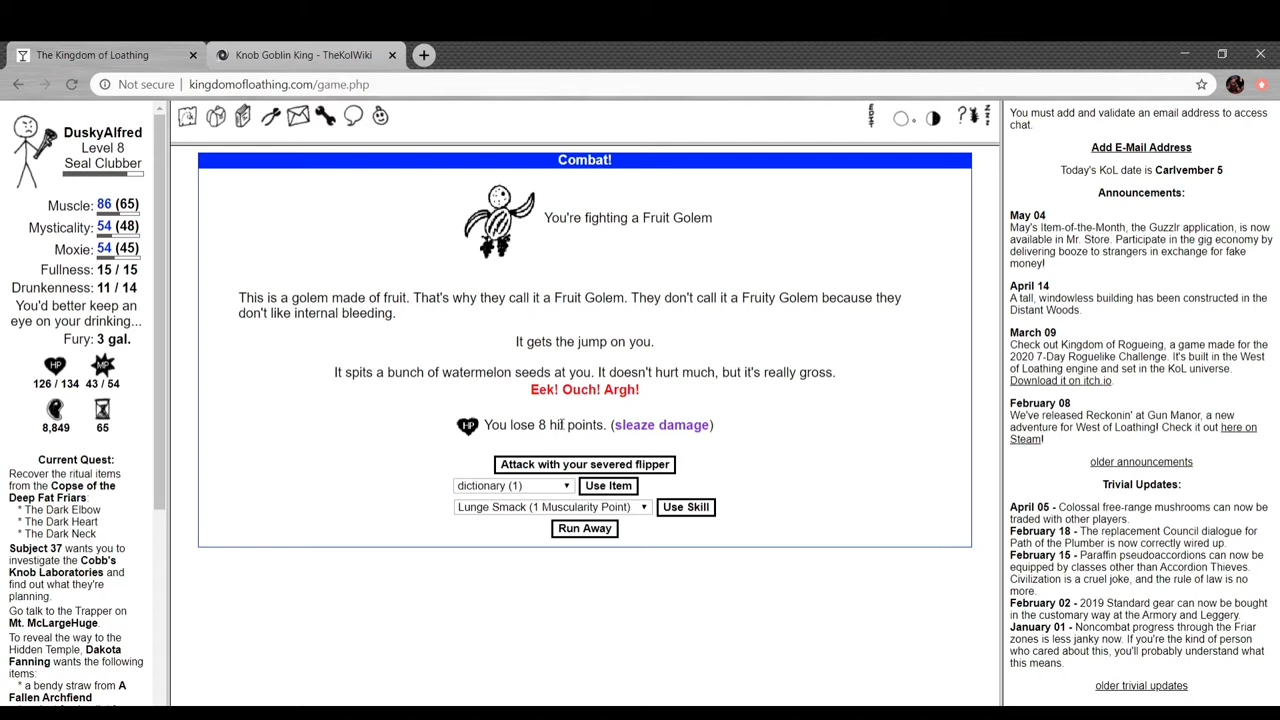 The Kingdom of Loathing
Knob Goblin King - TheKolWiki
Not secure
kingdomofloathing.com/game.php
DuskyAlfred
Level 8
Seal Clubber
Muscle: 86 (65)
Mysticality: 54 (48)
Moxie: 54 (45)
Fullness: 15 / 15
Drunkenness: 11 / 14
You'd better keep an
eye on your drinking...
Fury: 3 gal.
HP MP
126 / 134 43 / 54
8,849 65
Current Quest:
Recover the ritual items
from the Copse of the
Deep Fat Friars:
* The Dark Elbow
* The Dark Heart
* The Dark Neck
Subject 37 wants you to
investigate the Cobb's
Knob Laboratories and
find out what they're
planning.
Go talk to the Trapper on
Mt. McLargeHuge.
To reveal the way to the
Hidden Temple, Dakota
Fanning wants the following
items:
* a bendy straw from A
Fallen Archfiend
Combat!
You're fighting a Fruit Golem
This is a golem made of fruit. That's why they call it a Fruit Golem. They don't call it a Fruity Golem because they
don't like internal bleeding.
It gets the jump on you.
It spits a bunch of watermelon seeds at you. It doesn't hurt much, but it's really gross.
Eek! Ouch! Argh!
HP You lose 8 hit points. (sleaze damage)
Attack with your severed flipper
dictionary (1) Use Item
Lunge Smack (1 Muscularity Point) Use Skill
Run Away
You must add and validate an email address to access
chat.
Add E-Mail Address
Today's KoL date is Carlvember 5
Announcements:
May 04
May's Item-of-the-Month, the Guzzlr application, is now
available in Mr. Store. Participate in the gig economy by
delivering booze to strangers in exchange for fake
money!
April 14
A tall, windowless building has been constructed in the
Distant Woods.
March 09
Check out Kingdom of Rogueing, a game made for the
2020 7-Day Roguelike Challenge. It's built in the West
of Loathing engine and set in the KoL universe.
Download it on itch.io.
February 08
We've released Reckonin' at Gun Manor, a new
adventure for West of Loathing! Check it out here on
Steam!
older announcements
Trivial Updates:
April 05 - Colossal free-range mushrooms can now be
traded with other players.
February 18 - The replacement Council dialogue for
Path of the Plumber is now correctly wired up.
February 15 - Paraffin pseudoaccordions can now be
equipped by classes other than Accordion Thieves.
Civilization is a cruel joke, and the rule of law is no
more.
February 02 - 2019 Standard gear can now be bought
in the customary way at the Armory and Leggery.
January 01 - Noncombat progress through the Friar
zones is less janky now. If you're the kind of person
who cared about this, you'll probably understand what
this means.
older trivial updates